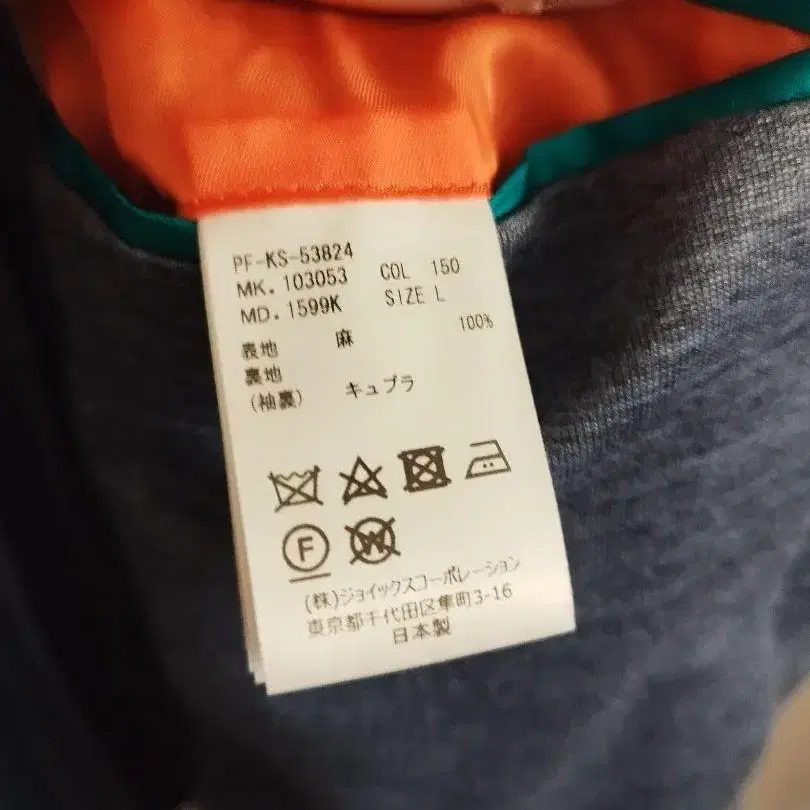 PF-KS-53824
MK. 103053 COL 150
MD. 1599K SIZE L
表地 麻 100%
裏地
(袖裏) キュプラ
F W
(株)ジョイックスコーポレーション
東京都千代田区隼町3-16
日本製